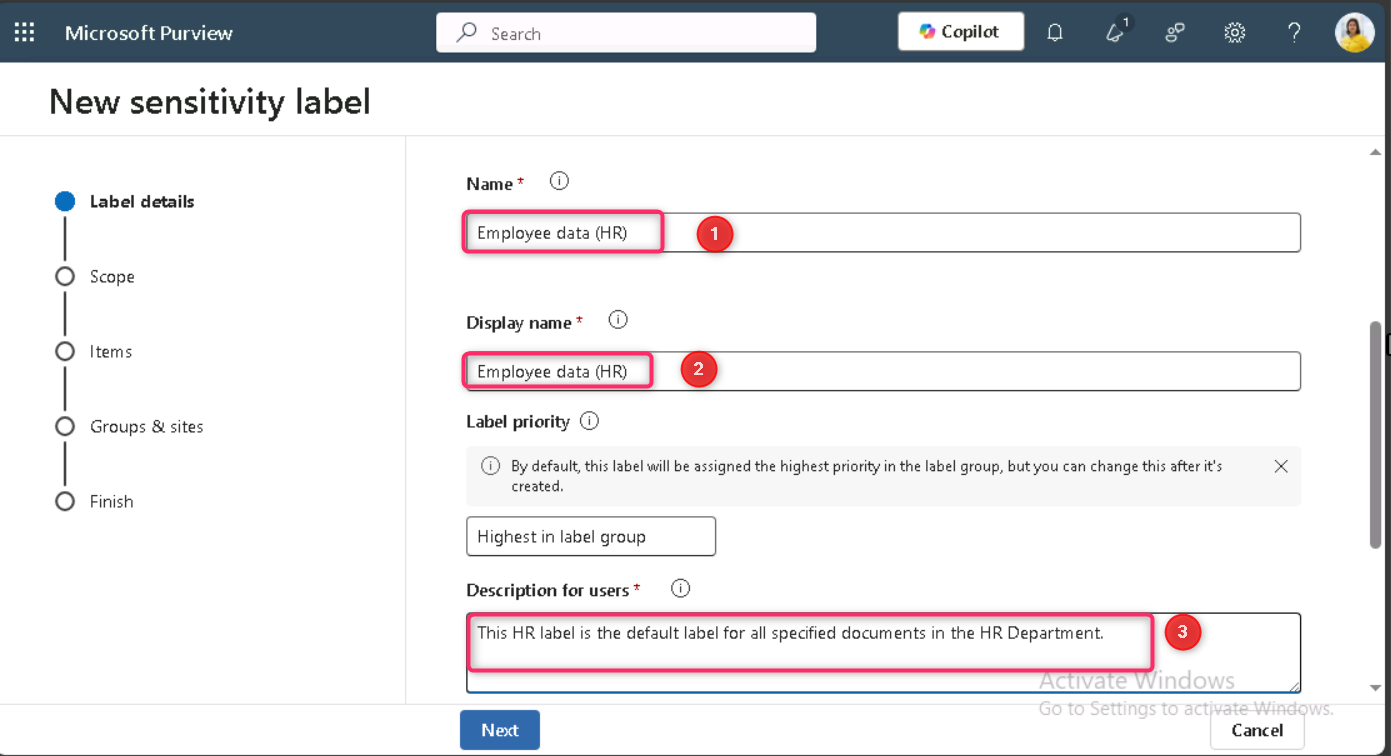 Microsoft Purview
Search
Copilot
1
?
New sensitivity label
Label details
Scope
Items
Groups & sites
Finish
Name *
Employee data (HR)
1
Display name *
Employee data (HR)
2
Label priority
By default, this label will be assigned the highest priority in the label group, but you can change this after it's
created.
Highest in label group
Description for users *
This HR label is the default label for all specified documents in the HR Department.
3
Activate Windows
Go to Settings to activate Windows.
Next
Cancel